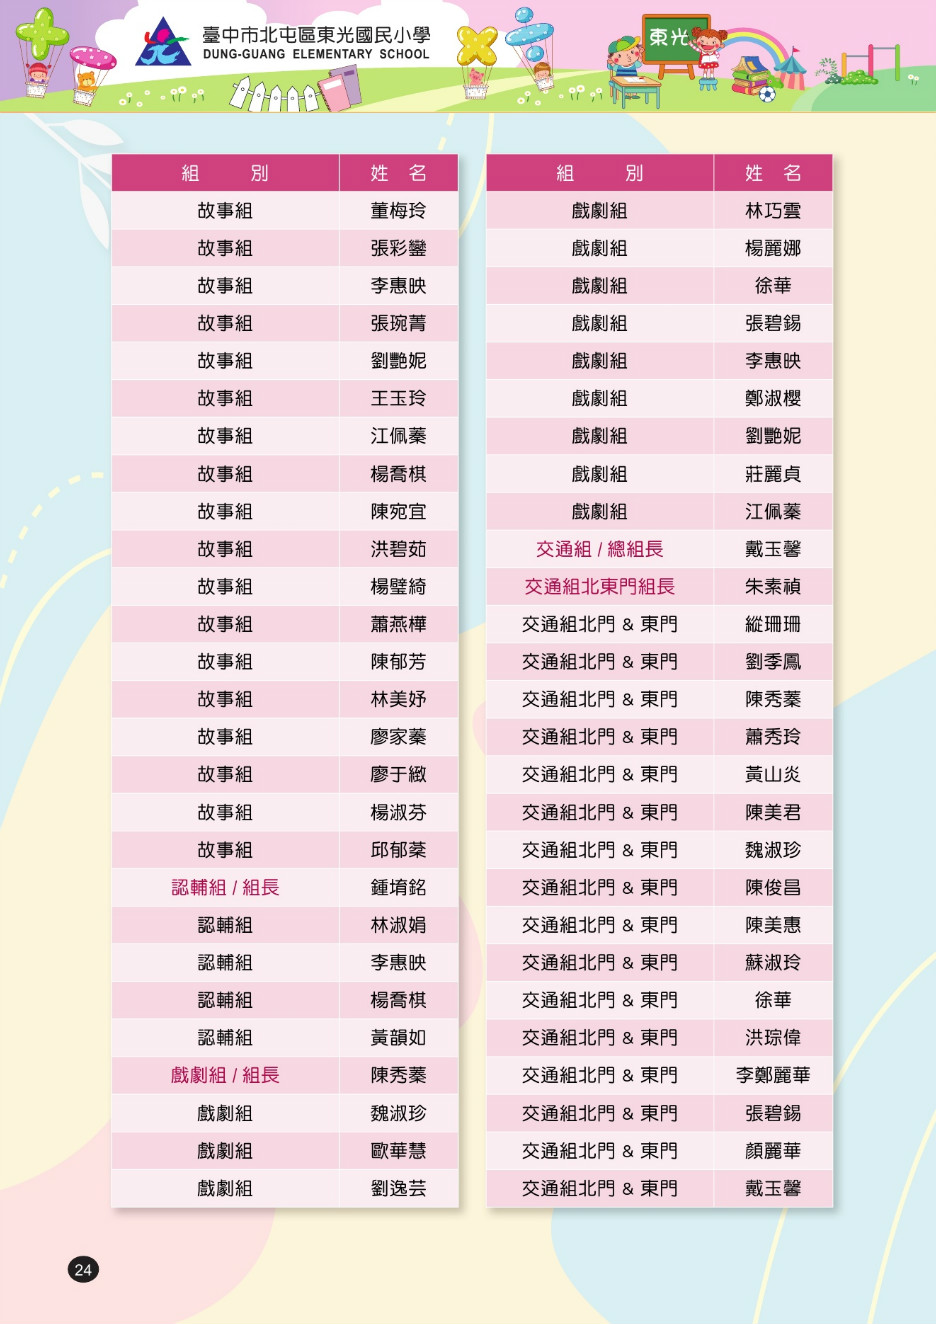 臺中市北屯區東光國民小學
DUNG-GUANG ELEMENTARY SCHOOL
東光
組 別 姓 名
故事組 董梅玲
故事組 張彩鑾
故事組 李惠映
故事組 張琬菁
故事組 劉艷妮
故事組 王玉玲
故事組 江佩蓁
故事組 楊喬棋
故事組 陳宛宜
故事組 洪碧茹
故事組 楊璧綺
故事組 蕭燕樺
故事組 陳郁芳
故事組 林美妤
故事組 廖家蓁
故事組 廖于緻
故事組 楊淑芬
故事組 邱郁棻
認輔組 / 組長 鍾堉銘
認輔組 林淑娟
認輔組 李惠映
認輔組 楊喬棋
認輔組 黃韻如
戲劇組 / 組長 陳秀蓁
戲劇組 魏淑珍
戲劇組 歐華慧
戲劇組 劉逸芸
組 別 姓 名
戲劇組 林巧雲
戲劇組 楊麗娜
戲劇組 徐華
戲劇組 張碧錫
戲劇組 李惠映
戲劇組 鄭淑櫻
戲劇組 劉艷妮
戲劇組 莊麗貞
戲劇組 江佩蓁
交通組 / 總組長 戴玉馨
交通組北東門組長 朱素禎
交通組北門 & 東門 縱珊珊
交通組北門 & 東門 劉季鳳
交通組北門 & 東門 陳秀蓁
交通組北門 & 東門 蕭秀玲
交通組北門 & 東門 黃山炎
交通組北門 & 東門 陳美君
交通組北門 & 東門 魏淑珍
交通組北門 & 東門 陳俊昌
交通組北門 & 東門 陳美惠
交通組北門 & 東門 蘇淑玲
交通組北門 & 東門 徐華
交通組北門 & 東門 洪琮偉
交通組北門 & 東門 李鄭麗華
交通組北門 & 東門 張碧錫
交通組北門 & 東門 顏麗華
交通組北門 & 東門 戴玉馨
24